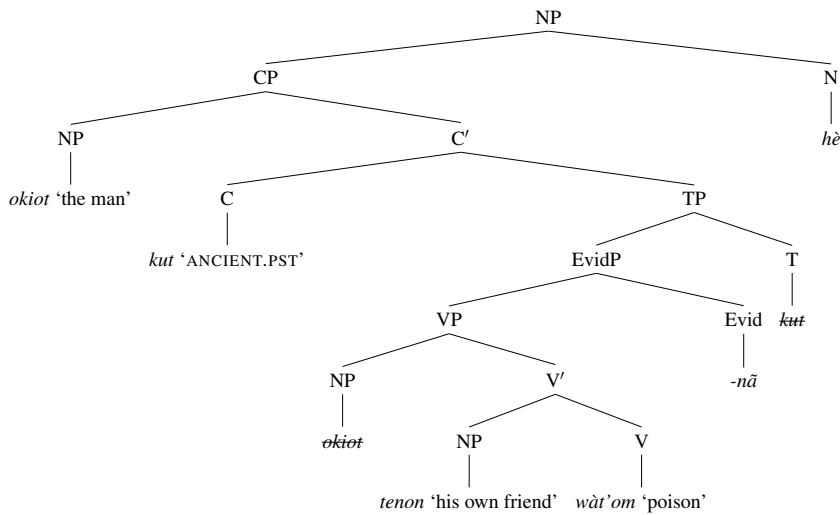 NP
CP N
NP C′ hè
okiot ‘the man’ C TP
kut ‘ANCIENT.PST’ EvidP T
VP Evid kut
NP V′ -nã
okiot NP V
tenon ‘his own friend’ wàt’om ‘poison’